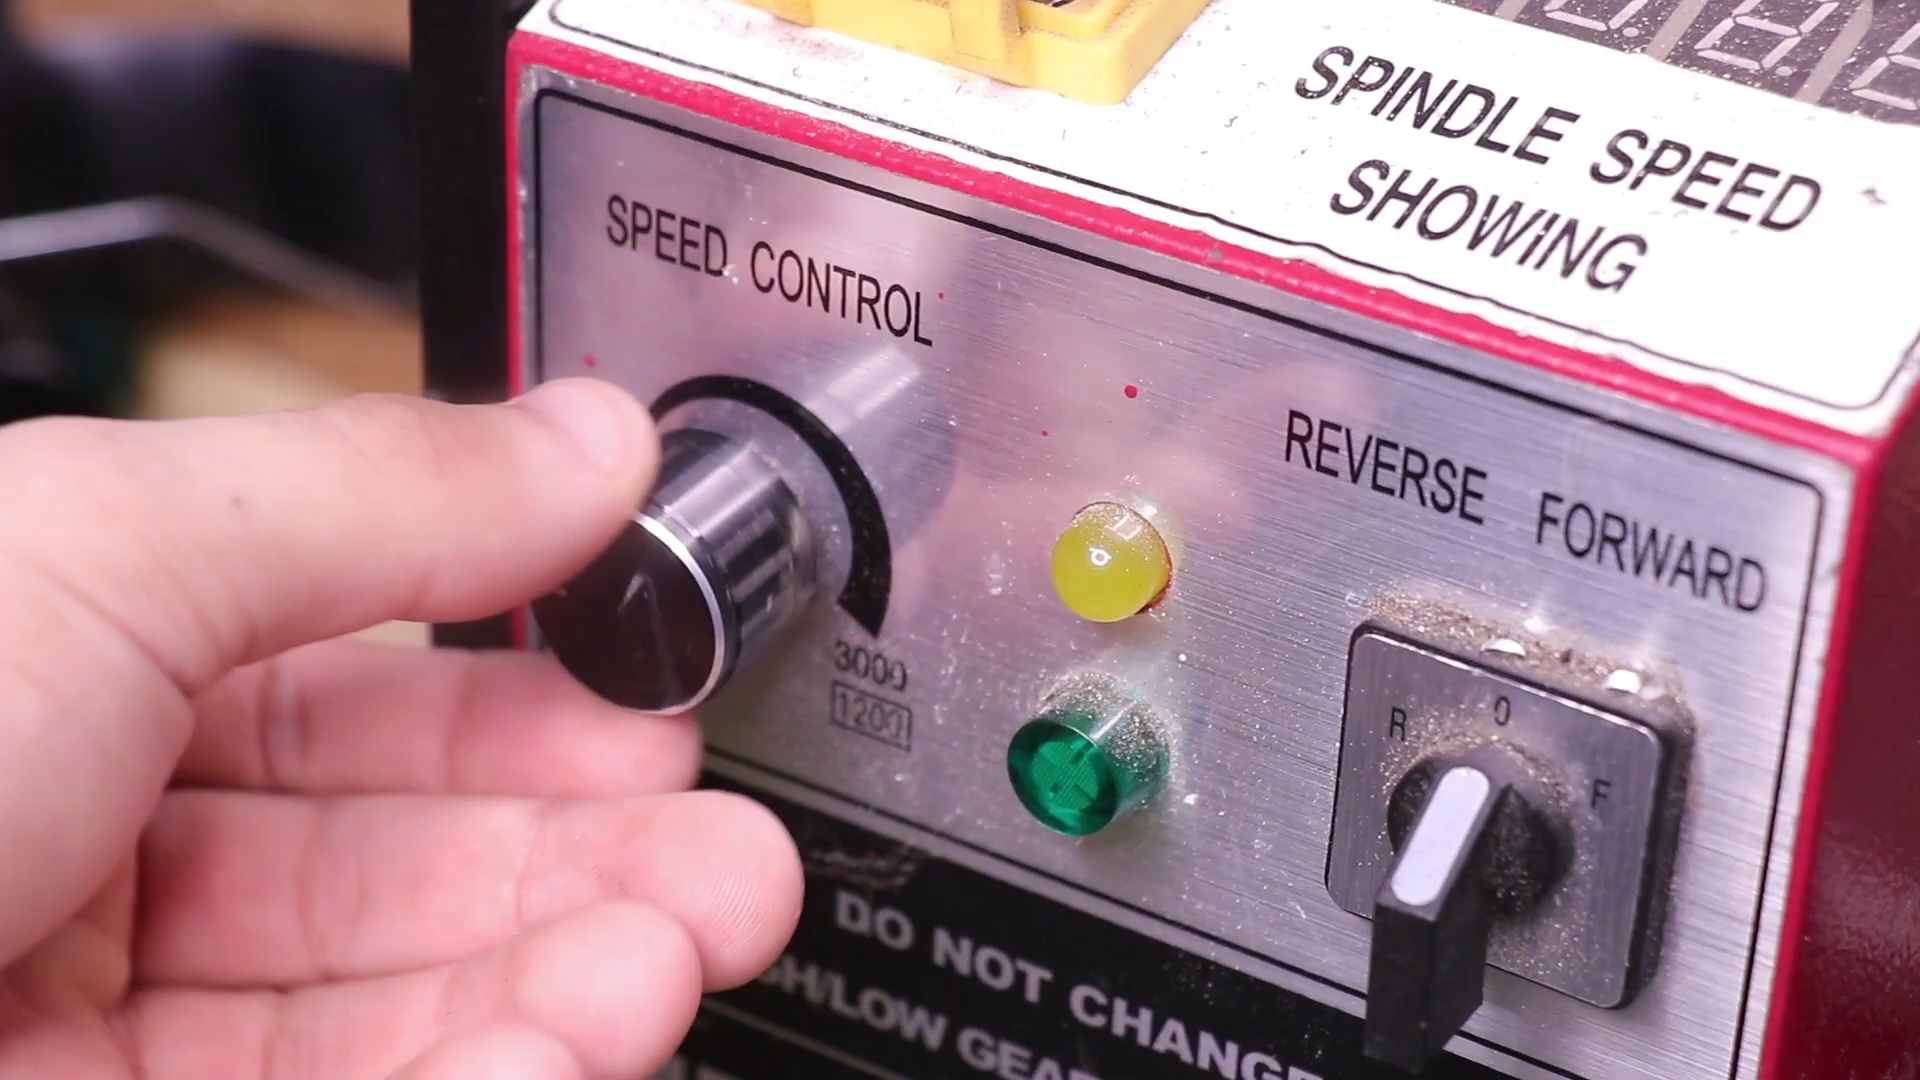 SPINDLE SPEED
SHOWING
SPEED CONTROL
REVERSE FORWARD
3000
1200
R 0 F
DO NOT CHANGE